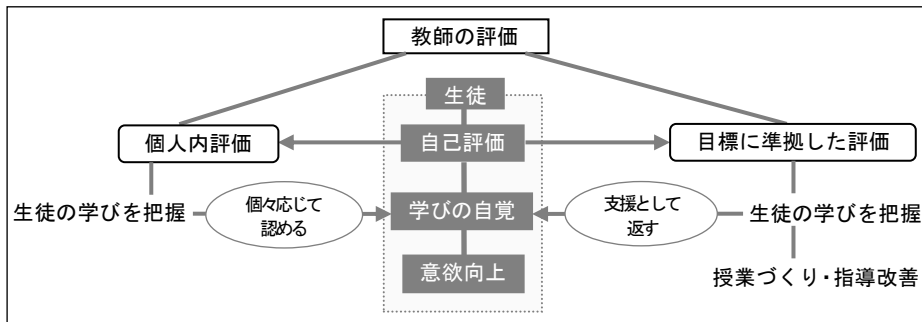 教師の評価
生徒
個人内評価
自己評価
目標に準拠した評価
生徒の学びを把握
個々応じて
認める
学びの自覚
支援として
返す
生徒の学びを把握
意欲向上
授業づくり・指導改善